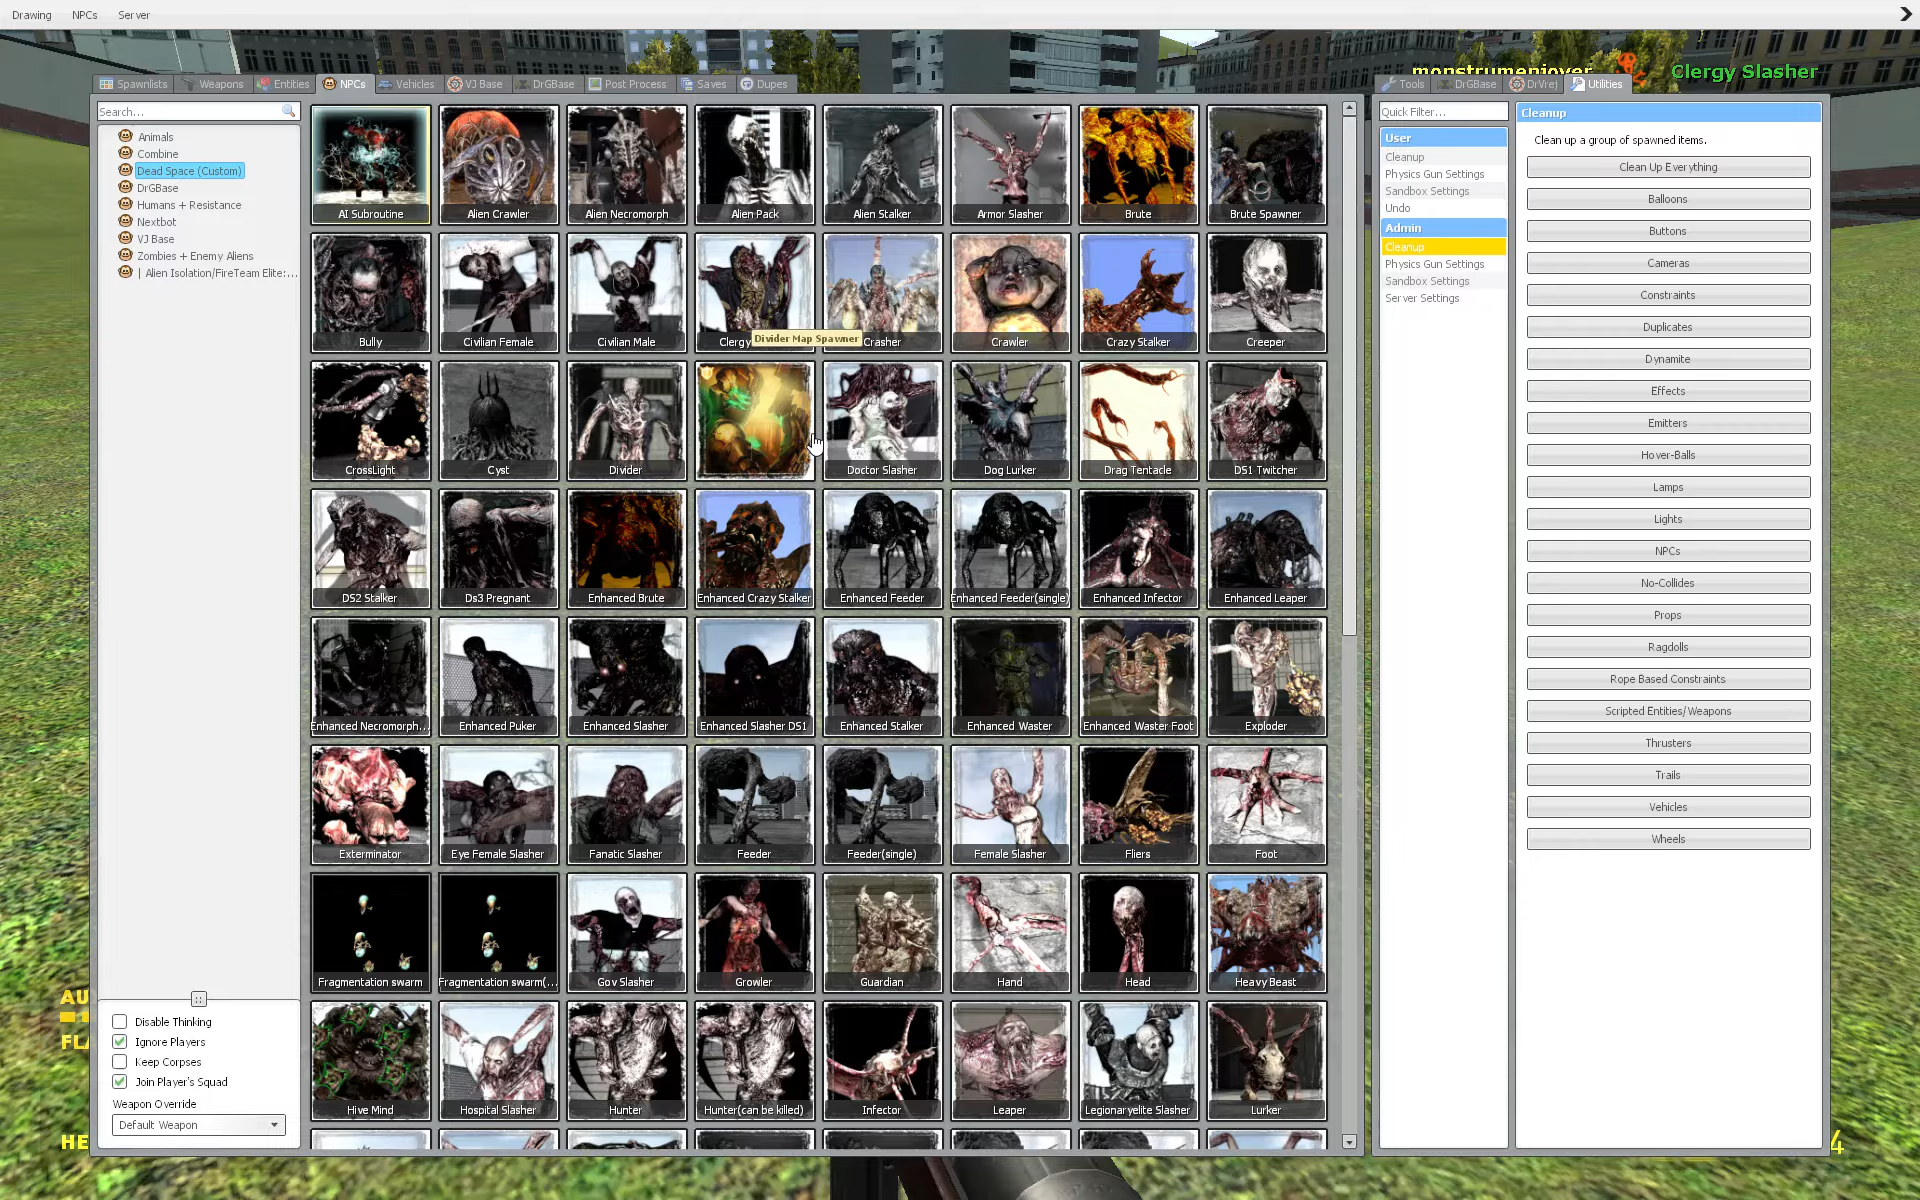 Drawing NPCs Server
monstrumenjoyer Clergy Slasher
Spawnlists Weapons Entities NPCs Vehicles VJ Base DrGBase Post Process Saves Dupes
Tools DrGBase DrVrej Utilities
Search...
Animals
Combine
Dead Space (Custom)
DrGBase
Humans + Resistance
Nextbot
VJ Base
Zombies + Enemy Aliens
| Alien Isolation/FireTeam Elite:...
AI Subroutine Alien Crawler Alien Necromorph Alien Pack Alien Stalker Armor Slasher Brute Brute Spawner
Bully Civilian Female Civilian Male Clergy Crasher Crawler Crazy Stalker Creeper
Divider Map Spawner
CrossLight Cyst Divider Doctor Slasher Dog Lurker Drag Tentacle DS1 Twitcher
DS2 Stalker Ds3 Pregnant Enhanced Brute Enhanced Crazy Stalker Enhanced Feeder Enhanced Feeder(single) Enhanced Infector Enhanced Leaper
Enhanced Necromorph... Enhanced Puker Enhanced Slasher Enhanced Slasher DS1 Enhanced Stalker Enhanced Waster Enhanced Waster Foot Exploder
Exterminator Eye Female Slasher Fanatic Slasher Feeder Feeder(single) Female Slasher Fliers Foot
Fragmentation swarm Fragmentation swarm(... Gov Slasher Growler Guardian Hand Head Heavy Beast
Hive Mind Hospital Slasher Hunter Hunter(can be killed) Infector Leaper Legionaryelite Slasher Lurker
Disable Thinking
Ignore Players
Keep Corpses
Join Player's Squad
Weapon Override
Default Weapon
AU
FLA
HE
4
Quick Filter...
User
Cleanup
Physics Gun Settings
Sandbox Settings
Undo
Admin
Cleanup
Physics Gun Settings
Sandbox Settings
Server Settings
Cleanup
Clean up a group of spawned items.
Clean Up Everything
Balloons
Buttons
Cameras
Constraints
Duplicates
Dynamite
Effects
Emitters
Hover-Balls
Lamps
Lights
NPCs
No-Collides
Props
Ragdolls
Rope Based Constraints
Scripted Entities/Weapons
Thrusters
Trails
Vehicles
Wheels